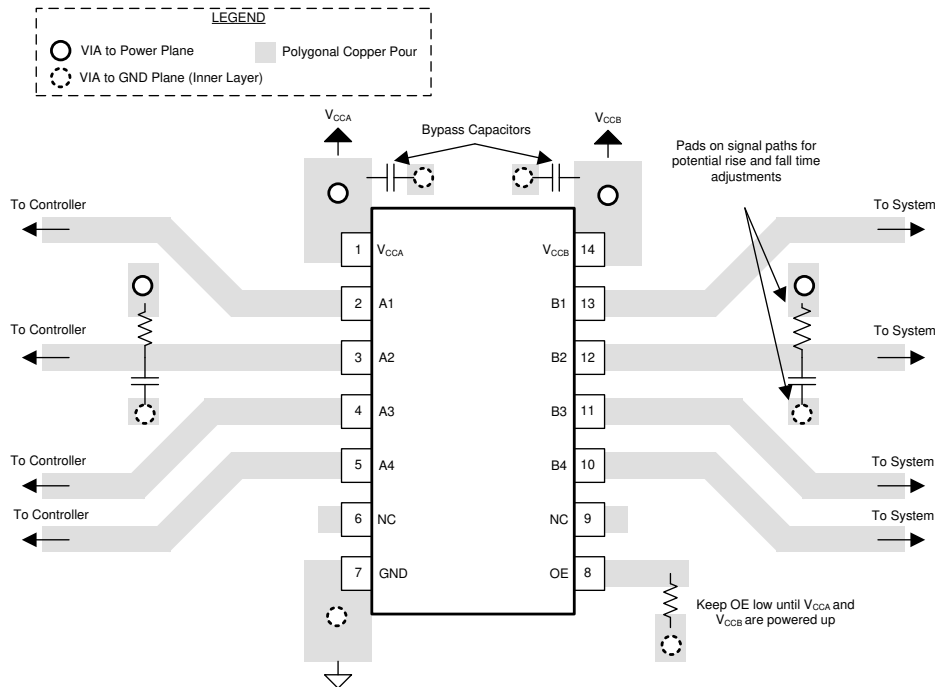 LEGEND
VIA to Power Plane
Polygonal Copper Pour
VIA to GND Plane (Inner Layer)
VCCA
Bypass Capacitors
VCCB
Pads on signal paths for
potential rise and fall time
adjustments
To Controller
To System
1 VCCA
VCCB 14
2 A1
B1 13
To Controller
To System
3 A2
B2 12
4 A3
B3 11
To Controller
To System
5 A4
B4 10
To Controller
To System
6 NC
NC 9
7 GND
OE 8
Keep OE low until VCCA and
VCCB are powered up